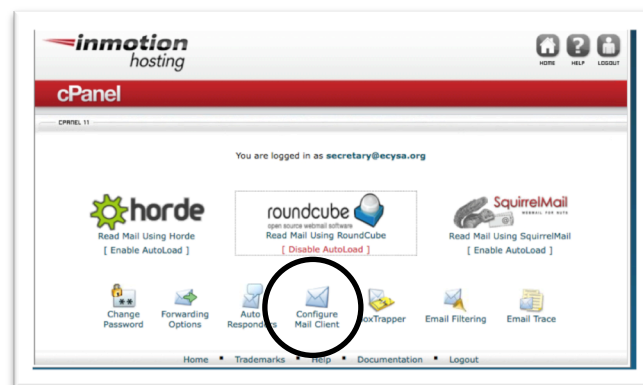 inmotion
hosting
HOME HELP LOGOUT
cPanel
CPANEL 11
You are logged in as secretary@ecysa.org
horde
roundcube
open source webmail software
SquirrelMail
WEBMAIL FOR NUTS
Read Mail Using Horde
Read Mail Using RoundCube
Read Mail Using SquirrelMail
[ Enable AutoLoad ]
[ Disable AutoLoad ]
[ Enable AutoLoad ]
Change Password
Forwarding Options
Auto Responders
Configure Mail Client
oxTrapper
Email Filtering
Email Trace
Home ▪ Trademarks ▪ Help ▪ Documentation ▪ Logout